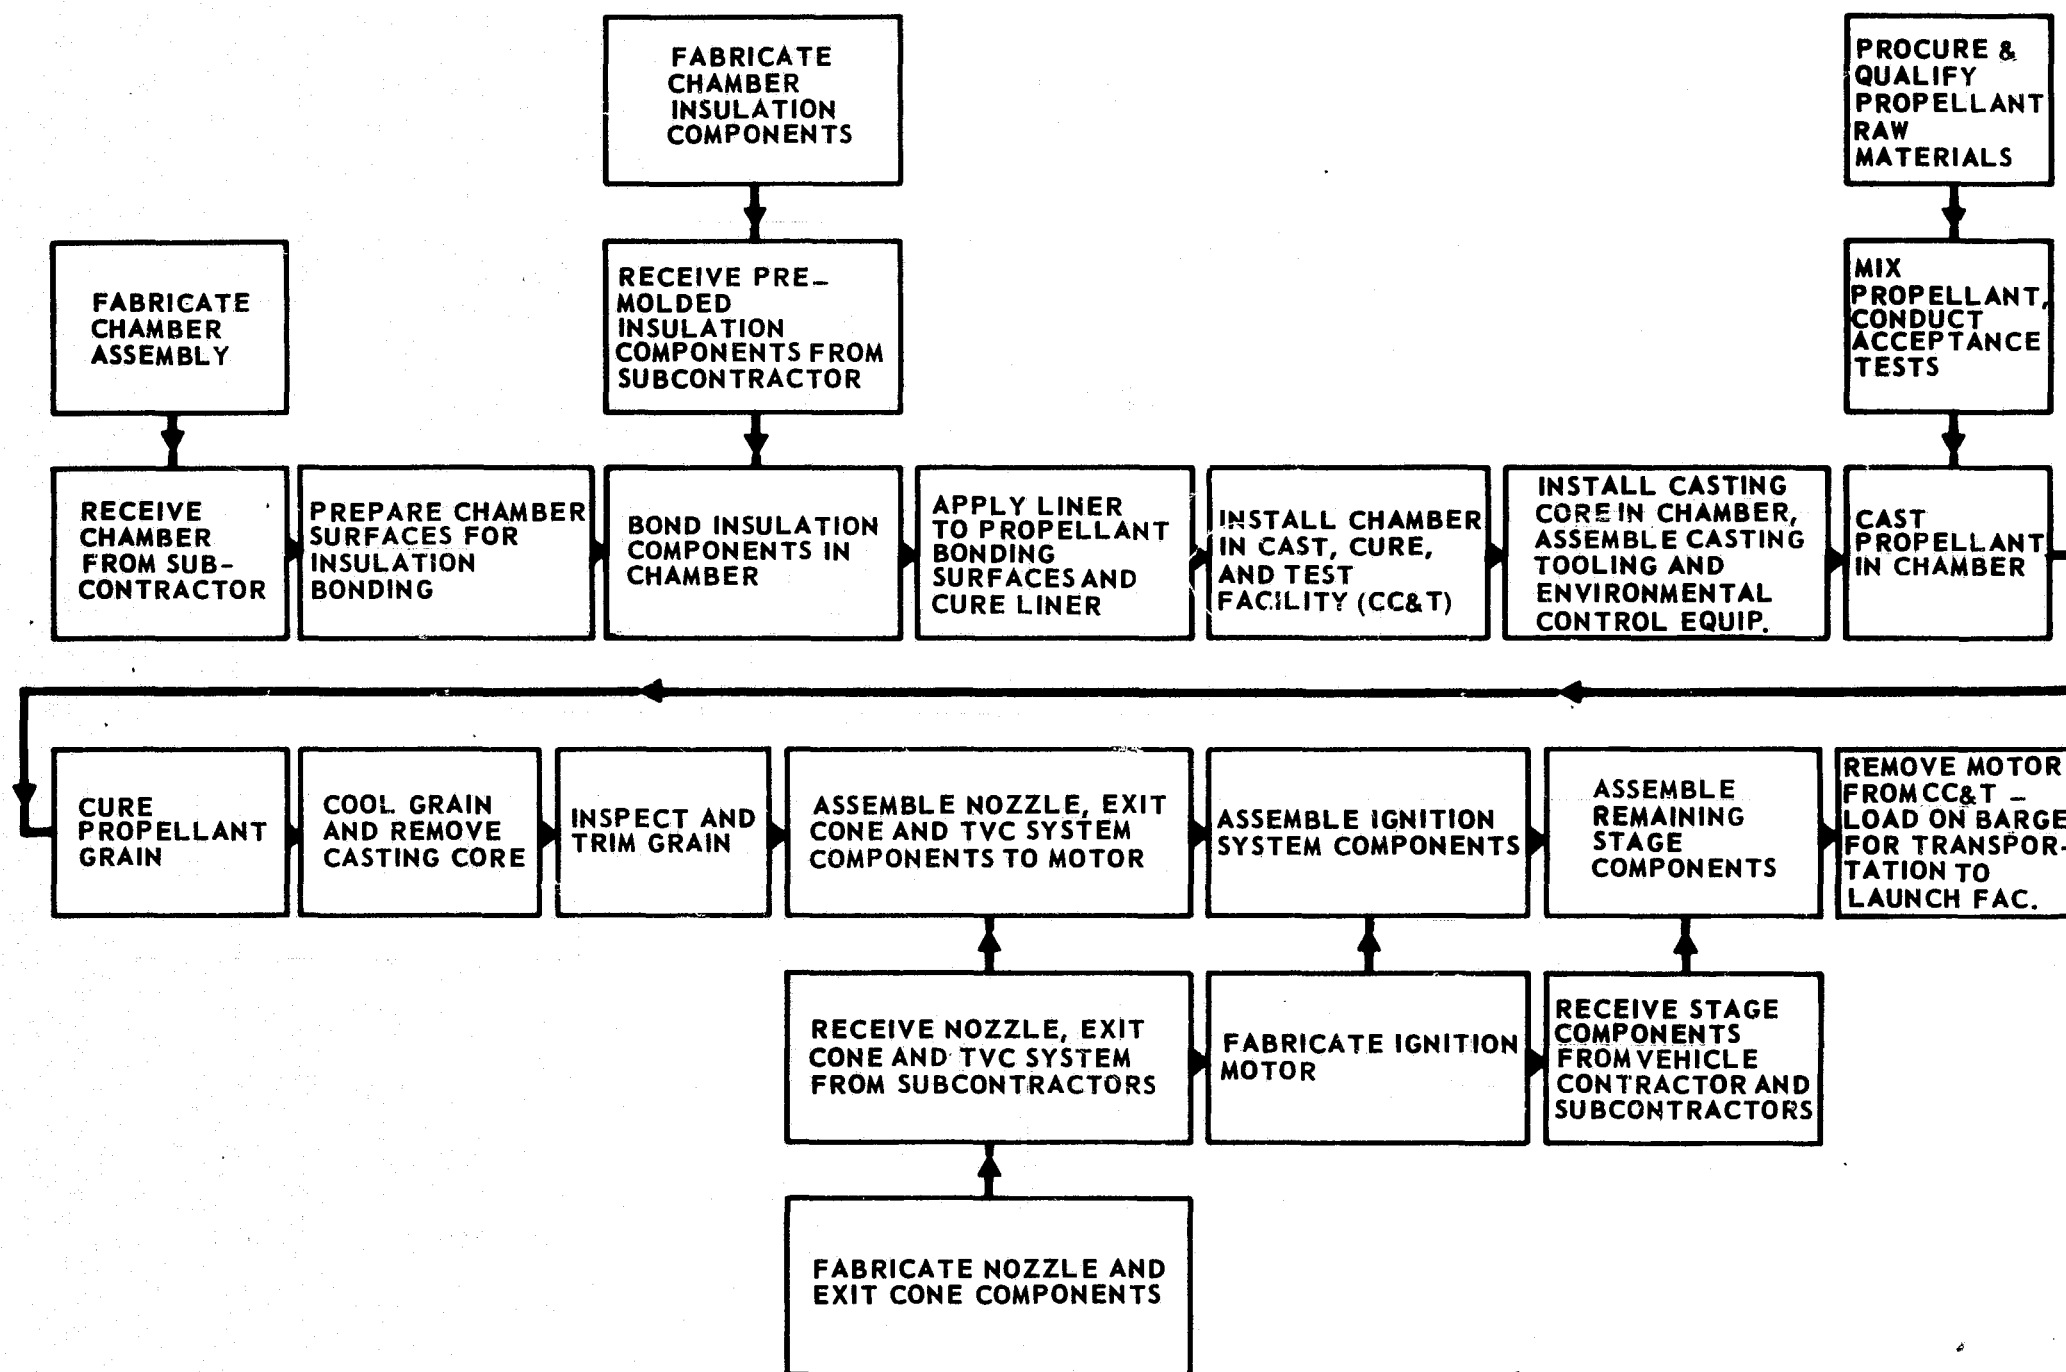 FABRICATE
CHAMBER
INSULATION
COMPONENTS
PROCURE &
QUALIFY
PROPELLANT
RAW
MATERIALS
FABRICATE
CHAMBER
ASSEMBLY
RECEIVE PRE-
MOLDED
INSULATION
COMPONENTS FROM
SUBCONTRACTOR
MIX
PROPELLANT,
CONDUCT
ACCEPTANCE
TESTS
RECEIVE
CHAMBER
FROM SUB-
CONTRACTOR
PREPARE CHAMBER
SURFACES FOR
INSULATION
BONDING
BOND INSULATION
COMPONENTS IN
CHAMBER
APPLY LINER
TO PROPELLANT
BONDING
SURFACES AND
CURE LINER
INSTALL CHAMBER
IN CAST, CURE,
AND TEST
FACILITY (CC&T)
INSTALL CASTING
CORE IN CHAMBER,
ASSEMBLE CASTING
TOOLING AND
ENVIRONMENTAL
CONTROL EQUIP.
CAST
PROPELLANT
IN CHAMBER
CURE
PROPELLANT
GRAIN
COOL GRAIN
AND REMOVE
CASTING CORE
INSPECT AND
TRIM GRAIN
ASSEMBLE NOZZLE, EXIT
CONE AND TVC SYSTEM
COMPONENTS TO MOTOR
ASSEMBLE IGNITION
SYSTEM COMPONENTS
ASSEMBLE
REMAINING
STAGE
COMPONENTS
REMOVE MOTOR
FROM CC&T -
LOAD ON BARGE
FOR TRANSPOR-
TATION TO
LAUNCH FAC.
RECEIVE NOZZLE, EXIT
CONE AND TVC SYSTEM
FROM SUBCONTRACTORS
FABRICATE IGNITION
MOTOR
RECEIVE STAGE
COMPONENTS
FROM VEHICLE
CONTRACTOR AND
SUBCONTRACTORS
FABRICATE NOZZLE AND
EXIT CONE COMPONENTS